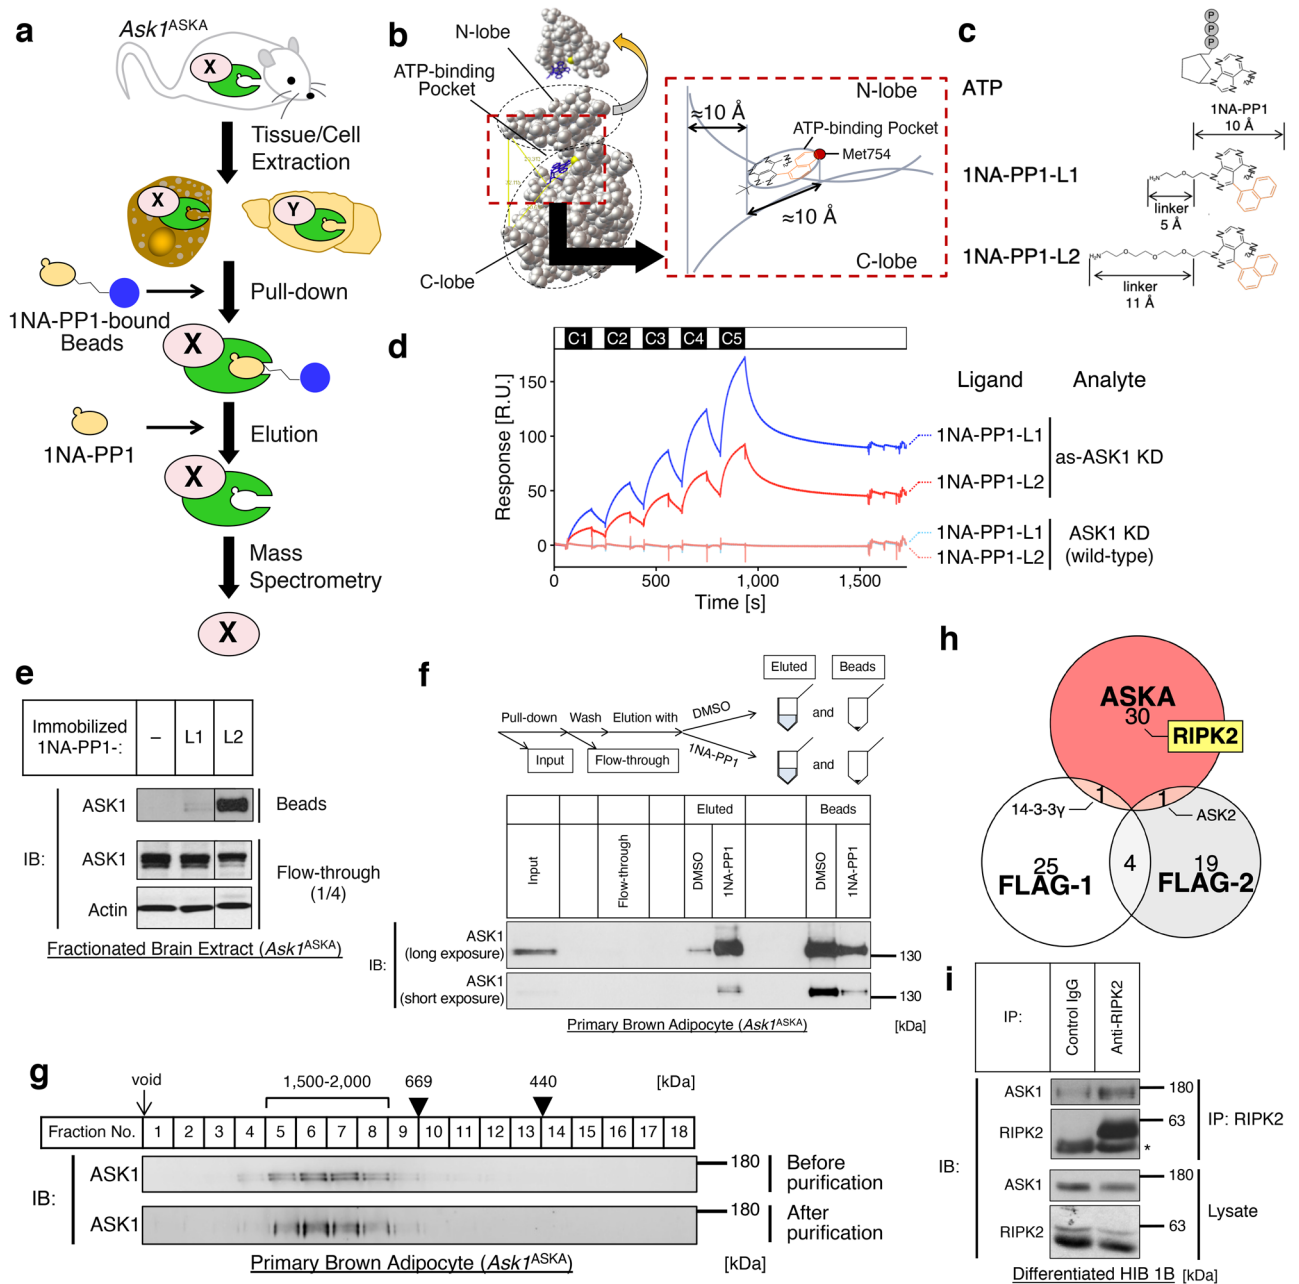 a
Ask1ASKA
X
Tissue/Cell
Extraction
X
Y
Pull-down
1NA-PP1-bound
Beads
X
Elution
1NA-PP1
X
Mass
Spectrometry
X
b
N-lobe
ATP-binding
Pocket
C-lobe
N-lobe
≈10 Å
ATP-binding Pocket
Met754
≈10 Å
C-lobe
c
P
P
P
ATP
1NA-PP1
10 Å
1NA-PP1-L1
linker
5 Å
1NA-PP1-L2
linker
11 Å
d
C1 C2 C3 C4 C5
Response [R.U.]
150
100
50
0
0 500 1,000 1,500
Time [s]
Ligand Analyte
1NA-PP1-L1
as-ASK1 KD
1NA-PP1-L2
1NA-PP1-L1
ASK1 KD
1NA-PP1-L2
(wild-type)
e
Immobilized
1NA-PP1-:
– L1 L2
IB:
ASK1
Beads
ASK1
Flow-through
(1/4)
Actin
Fractionated Brain Extract (Ask1ASKA)
f
Eluted Beads
Pull-down Wash Elution with
DMSO
and
1NA-PP1
Input
Flow-through
and
Eluted Beads
Input
Flow-through
DMSO
1NA-PP1
DMSO
1NA-PP1
IB:
ASK1
(long exposure)
130
ASK1
(short exposure)
130
Primary Brown Adipocyte (Ask1ASKA)
[kDa]
g
void
1,500-2,000
669
440
[kDa]
Fraction No. 1 2 3 4 5 6 7 8 9 10 11 12 13 14 15 16 17 18
IB:
ASK1
180
Before
purification
ASK1
180
After
purification
Primary Brown Adipocyte (Ask1ASKA)
[kDa]
h
ASKA
30
RIPK2
1
1
14-3-3γ
ASK2
25
FLAG-1
4
19
FLAG-2
i
IP:
Control IgG
Anti-RIPK2
IB:
ASK1
180
RIPK2
63
*
IP: RIPK2
ASK1
180
RIPK2
63
Lysate
Differentiated HIB 1B
[kDa]